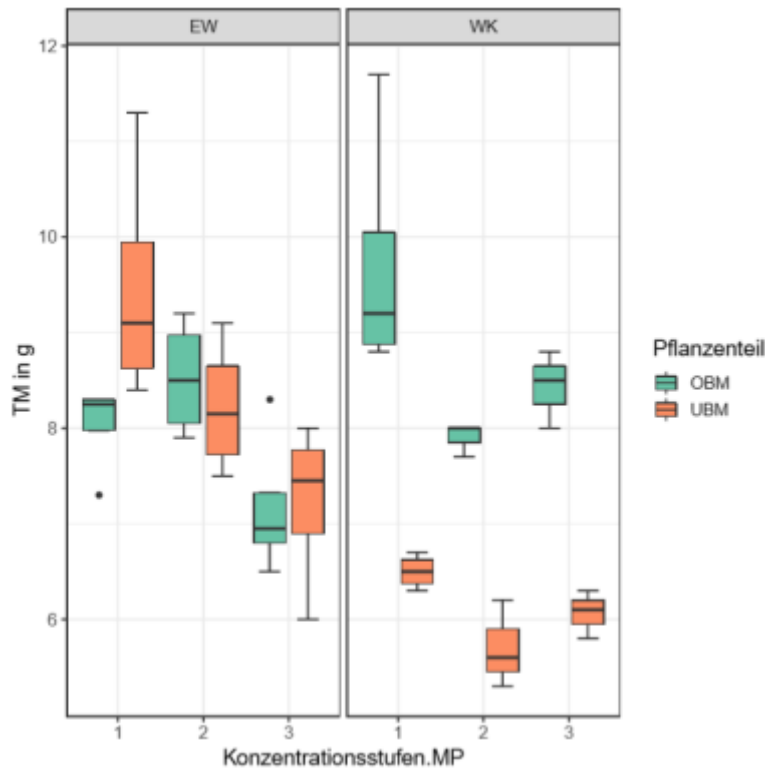 EW
WK
12
10
8
6
TM in g
1 2 3
1 2 3
Konzentrationsstufen.MP
Pflanzenteil
OBM
UBM